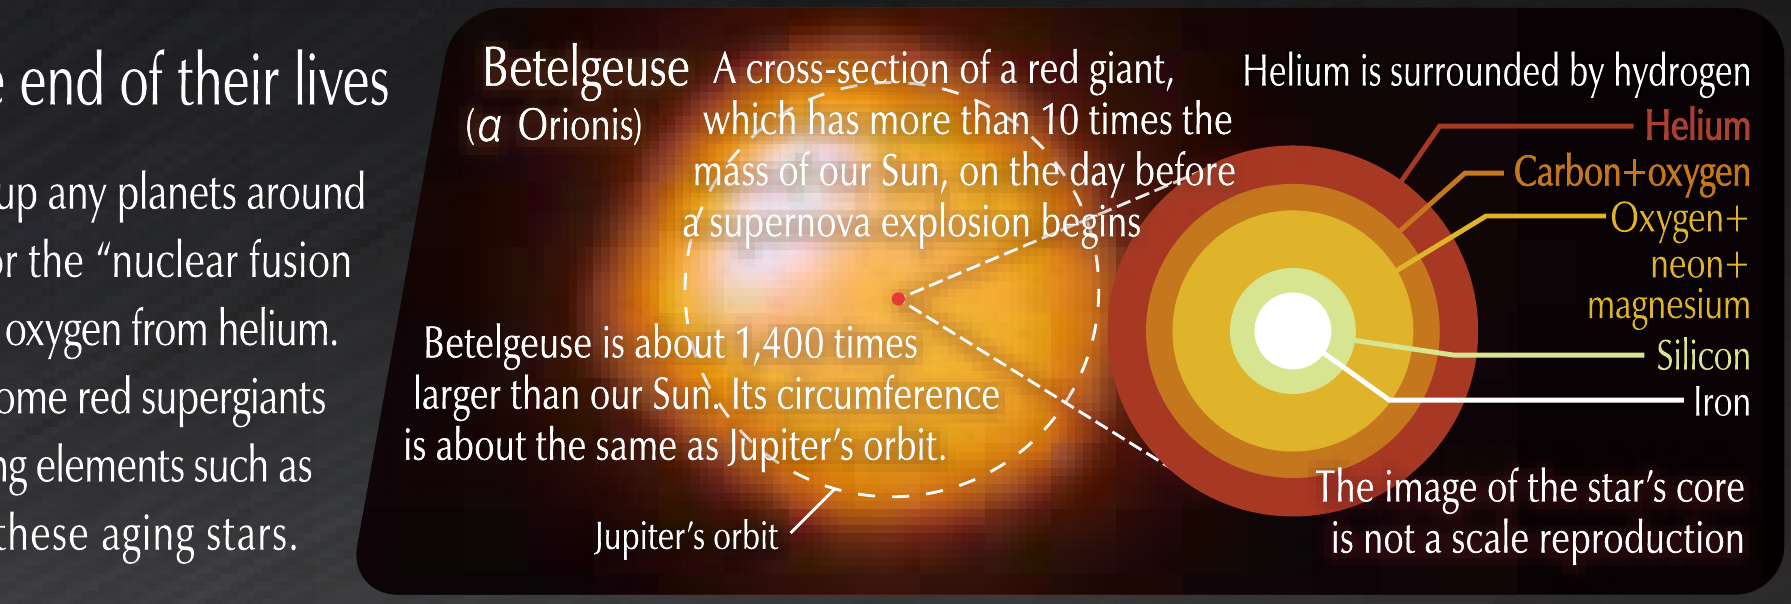 end of their lives
up any planets around
the “nuclear fusion
oxygen from helium.
red supergiants
elements such as
these aging stars.
Betelgeuse
(α Orionis)
A cross-section of a red giant,
which has more than 10 times the
mass of our Sun, on the day before
a supernova explosion begins
Betelgeuse is about 1,400 times
larger than our Sun. Its circumference
is about the same as Jupiter’s orbit.
Jupiter’s orbit
Helium is surrounded by hydrogen
Helium
Carbon+oxygen
Oxygen+
neon+
magnesium
Silicon
Iron
The image of the star’s core
is not a scale reproduction